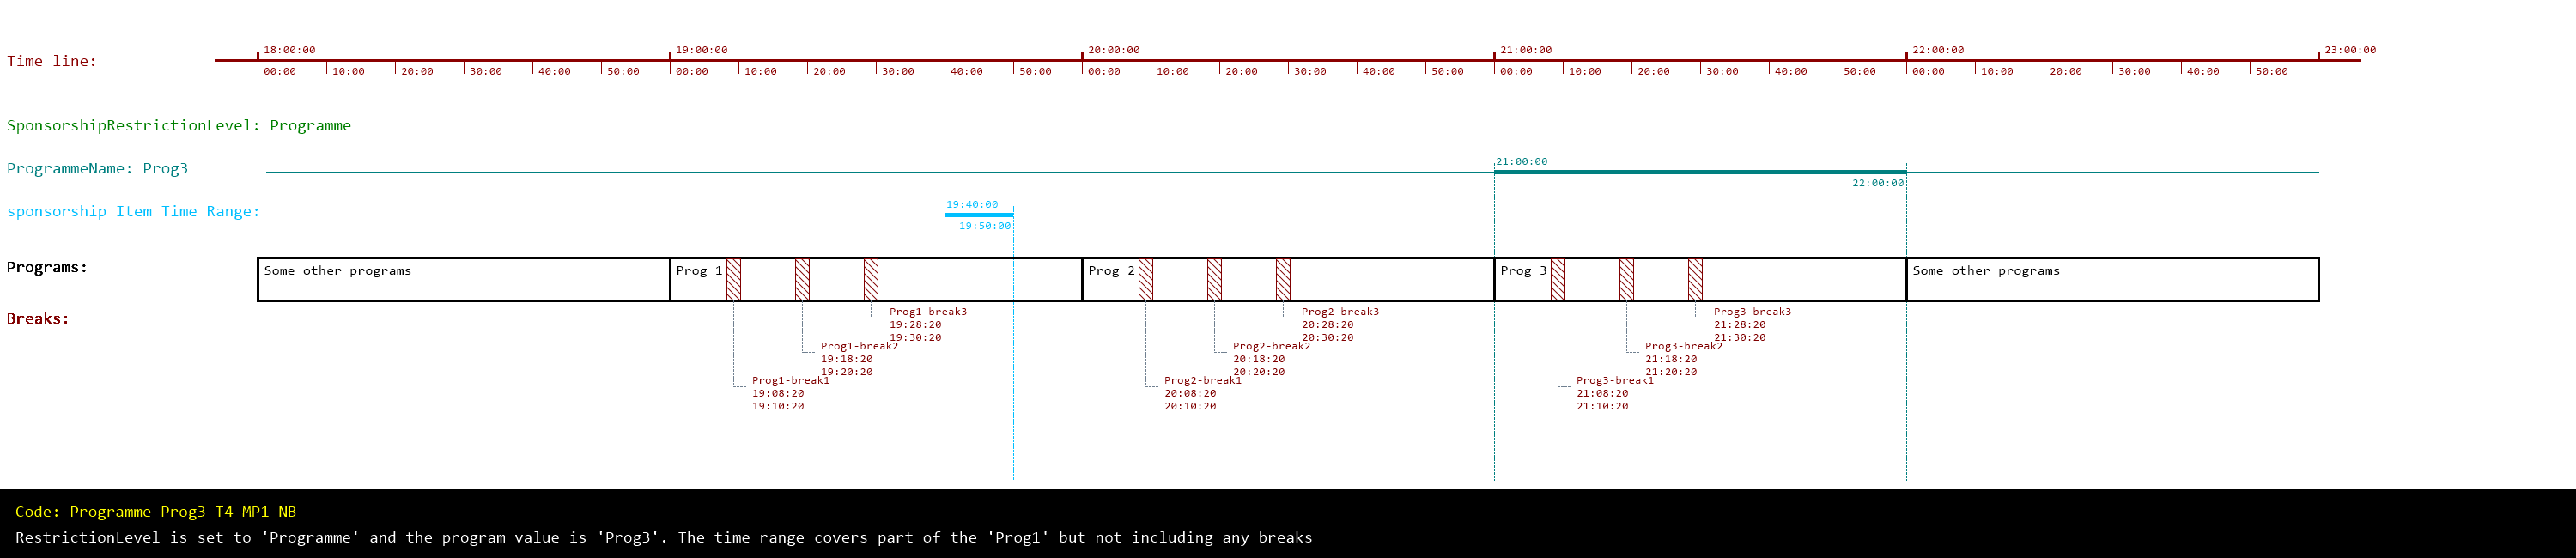 Time line:
18:00:00 19:00:00 20:00:00 21:00:00 22:00:00 23:00:00
00:00 10:00 20:00 30:00 40:00 50:00 00:00 10:00 20:00 30:00 40:00 50:00 00:00 10:00 20:00 30:00 40:00 50:00 00:00 10:00 20:00 30:00 40:00 50:00 00:00 10:00 20:00 30:00 40:00 50:00
SponsorshipRestrictionLevel: Programme
ProgrammeName: Prog3
21:00:00
22:00:00
sponsorship Item Time Range:
19:40:00
19:50:00
Programs:
Some other programs
Prog 1
Prog 2
Prog 3
Some other programs
Breaks:
Prog1-break3
19:28:20
19:30:20
Prog1-break2
19:18:20
19:20:20
Prog1-break1
19:08:20
19:10:20
Prog2-break3
20:28:20
20:30:20
Prog2-break2
20:18:20
20:20:20
Prog2-break1
20:08:20
20:10:20
Prog3-break3
21:28:20
21:30:20
Prog3-break2
21:18:20
21:20:20
Prog3-break1
21:08:20
21:10:20
Code: Programme-Prog3-T4-MP1-NB
RestrictionLevel is set to 'Programme' and the program value is 'Prog3'. The time range covers part of the 'Prog1' but not including any breaks